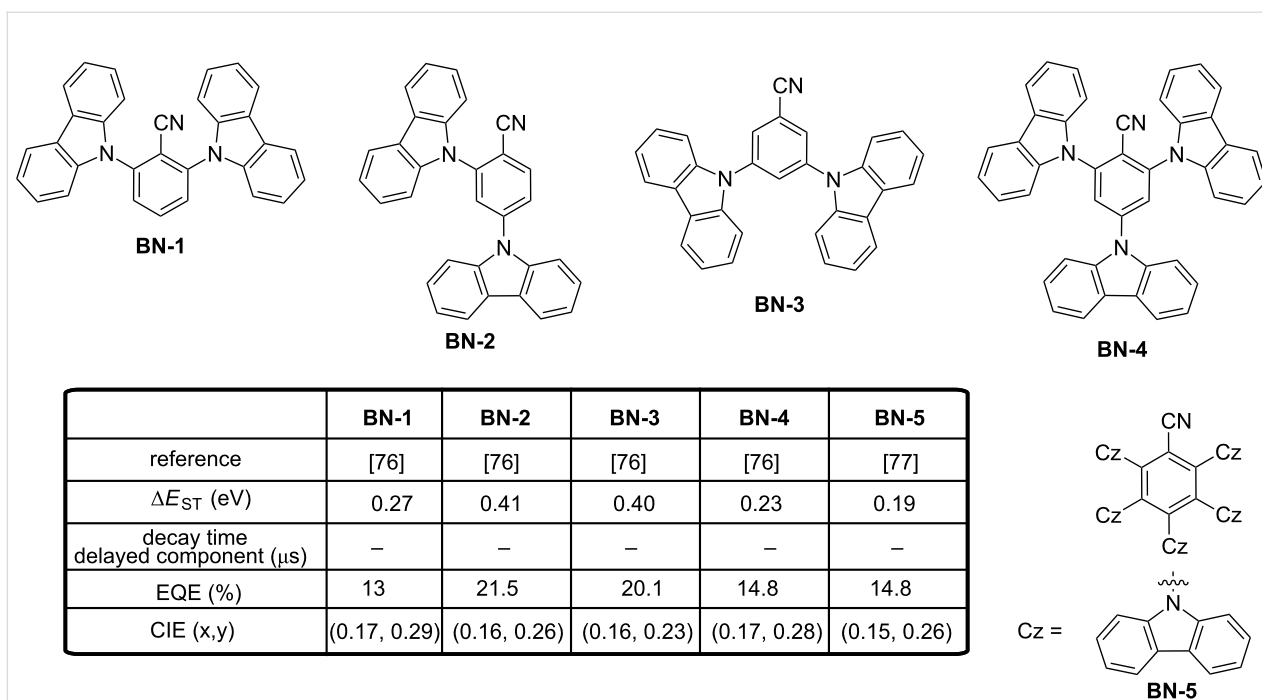 CN
N
N
BN-1
N
CN
N
BN-2
CN
N
N
BN-3
N
CN
N
N
BN-4
BN-1 BN-2 BN-3 BN-4 BN-5
reference [76] [76] [76] [76] [77]
ΔE_ST (eV) 0.27 0.41 0.40 0.23 0.19
decay time
delayed component (μs) – – – – –
EQE (%) 13 21.5 20.1 14.8 14.8
CIE (x,y) (0.17, 0.29) (0.16, 0.26) (0.16, 0.23) (0.17, 0.28) (0.15, 0.26)
CN
Cz Cz
Cz Cz
Cz
N
Cz =
BN-5